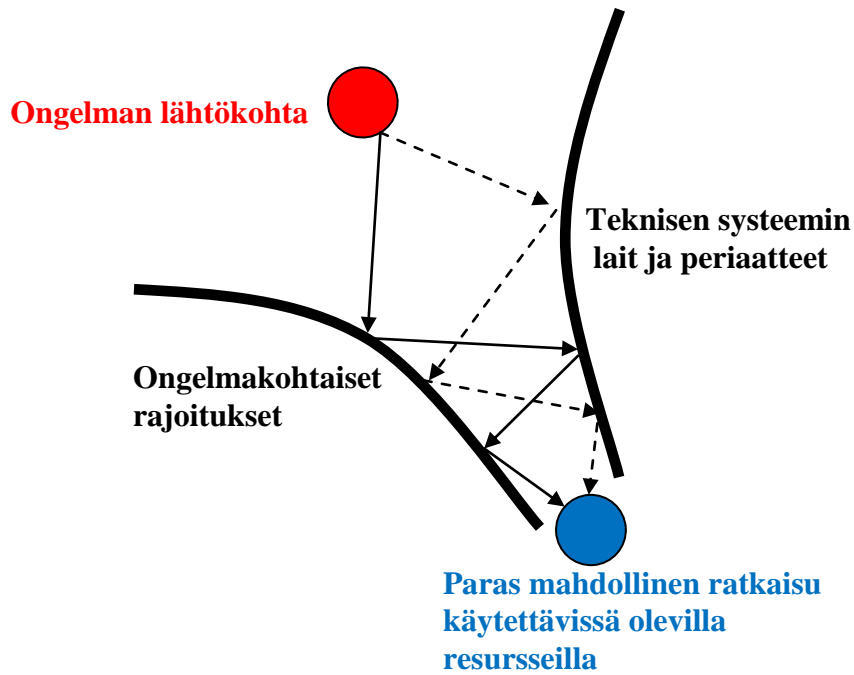 Ongelman lähtökohta
Teknisen systeemin
lait ja periaatteet
Ongelmakohtaiset
rajoitukset
Paras mahdollinen ratkaisu
käytettävissä olevilla
resursseilla